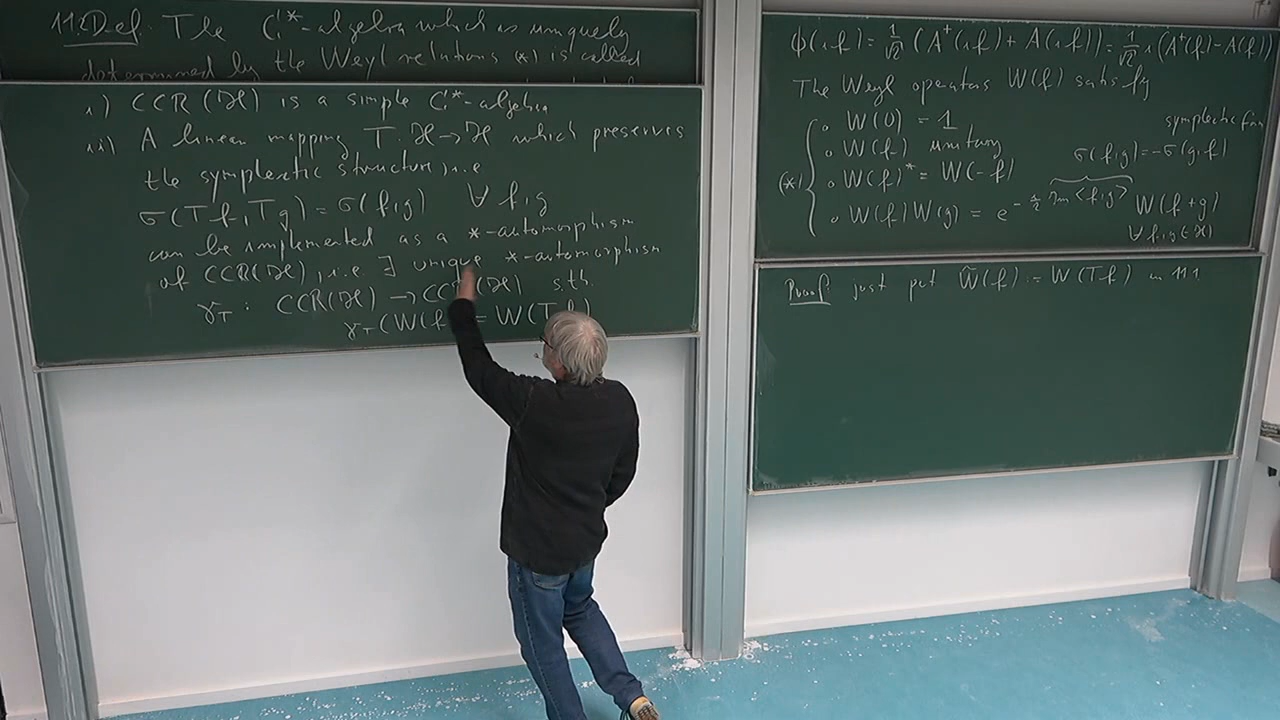 11. Def. The C*-algebra which is uniquely
determined by the Weyl relations (*) is called
i) CCR(ℋ) is a simple C*-algebra
ii) A linear mapping T: ℋ→ℋ which preserves
the symplectic structure, i.e
σ(Tf,Tg) = σ(f,g) ∀ f,g
can be implemented as a *-automorphism
of CCR(ℋ), i.e ∃ unique *-automorphism
γ_T : CCR(ℋ) → CCR(ℋ) s.th.
γ_T(W(f)) = W(Tf)
ϕ(if) = 1/√2 (A⁺(if) + A(if)) = 1/√2 i (A⁺(f) - A(f))
The Weyl operators W(f) satisfy
(*)
∘ W(0) = 1
∘ W(f) unitary
∘ W(f)* = W(-f)
∘ W(f)W(g) = e^{-i/2 Im<f,g>} W(f+g)
∀ f,g ∈ ℋ
symplectic
σ(f,g) = -σ(g,f)
Proof: just put W̃(f) := W(Tf) in 11.1